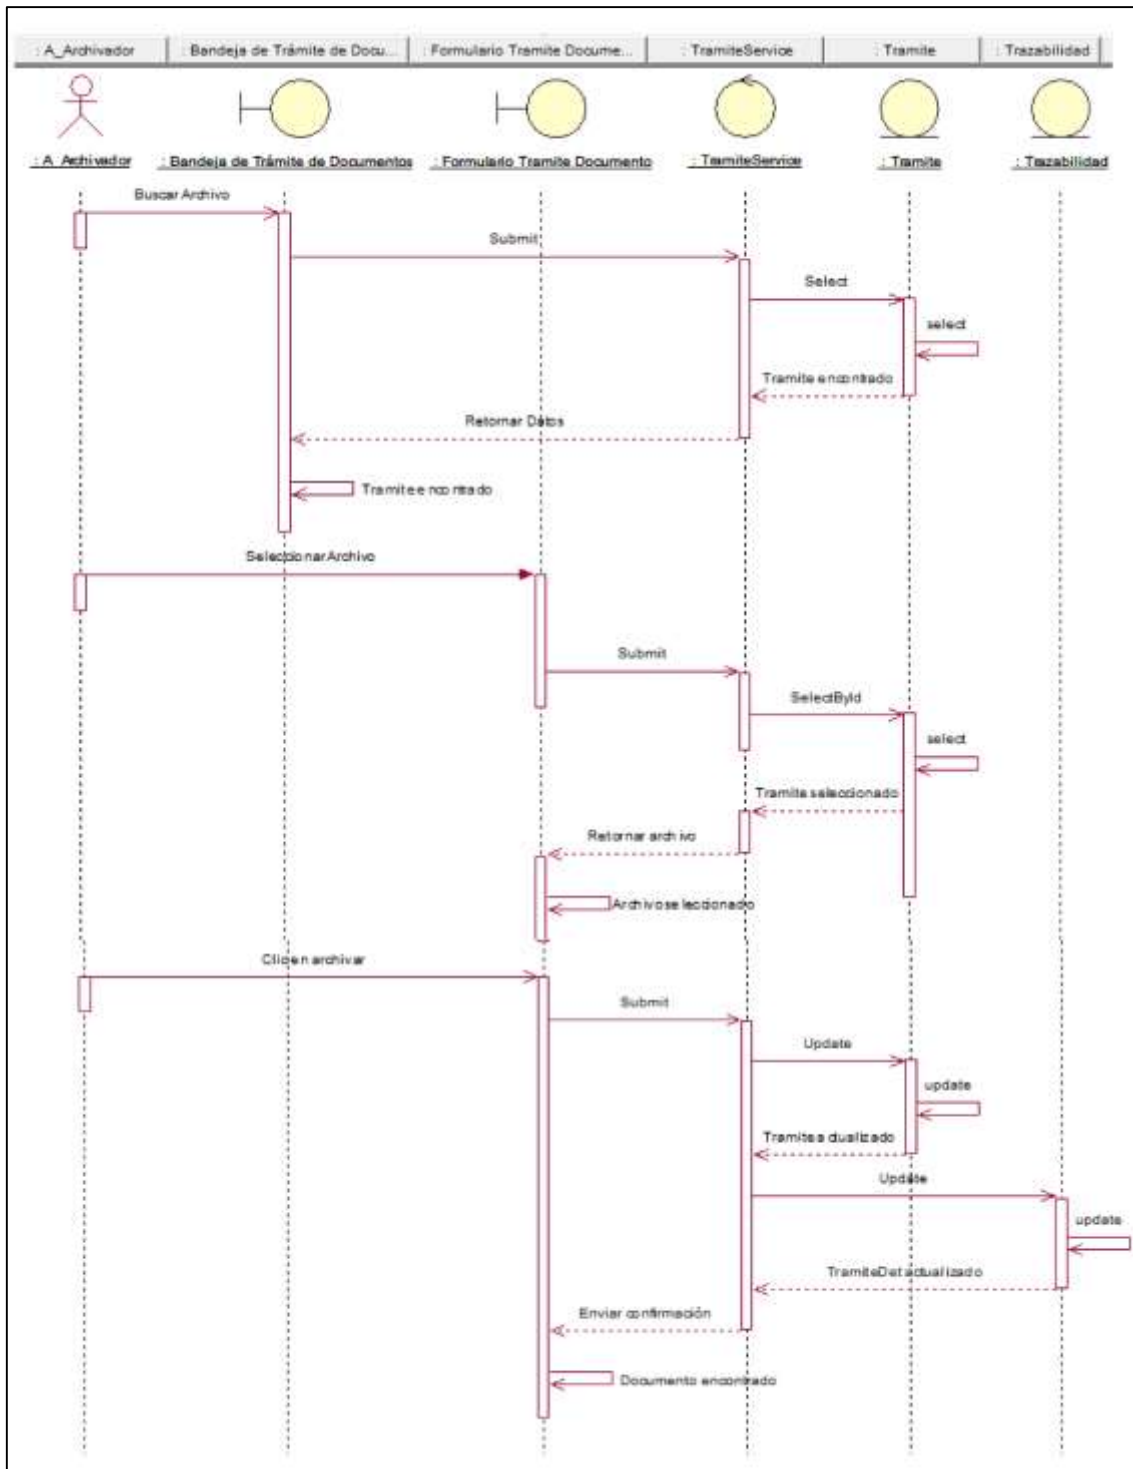 : A_Archivador
: Bandeja de Trámite de Docu...
: Formulario Tramite Docume...
: TramiteService
: Tramite
: Trazabilidad
: A_Archivador
: Bandeja de Trámite de Documentos
: Formulario Tramite Documento
: TramiteService
: Tramite
: Trazabilidad
Buscar Archivo
Submit
Select
select
Tramite encontrado
Retornar Datos
Tramite encontrado
Seleccionar Archivo
Submit
SelectById
select
Tramite seleccionado
Retornar archivo
Archivo seleccionado
Clic en archivar
Submit
Update
update
Tramite actualizado
Update
update
TramiteDet actualizado
Enviar confirmación
Documento encontrado